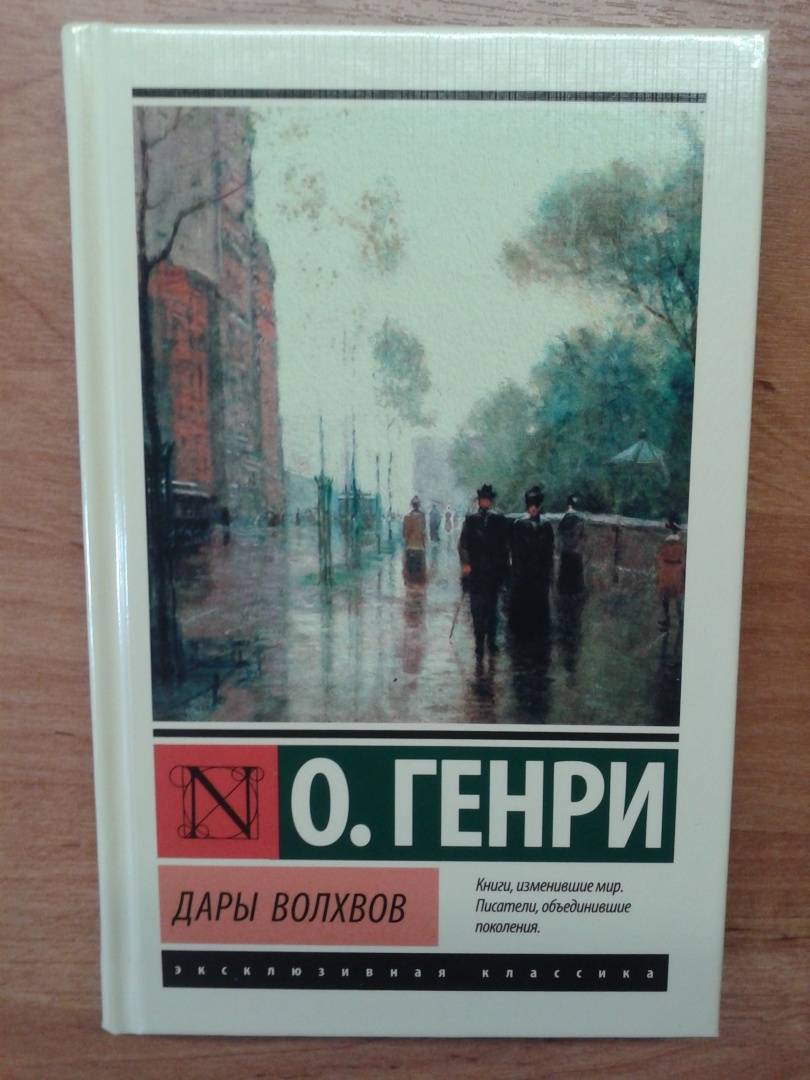 N
О. ГЕНРИ
ДАРЫ ВОЛХВОВ
Книги, изменившие мир.
Писатели, объединившие
поколения.
эксклюзивная классика